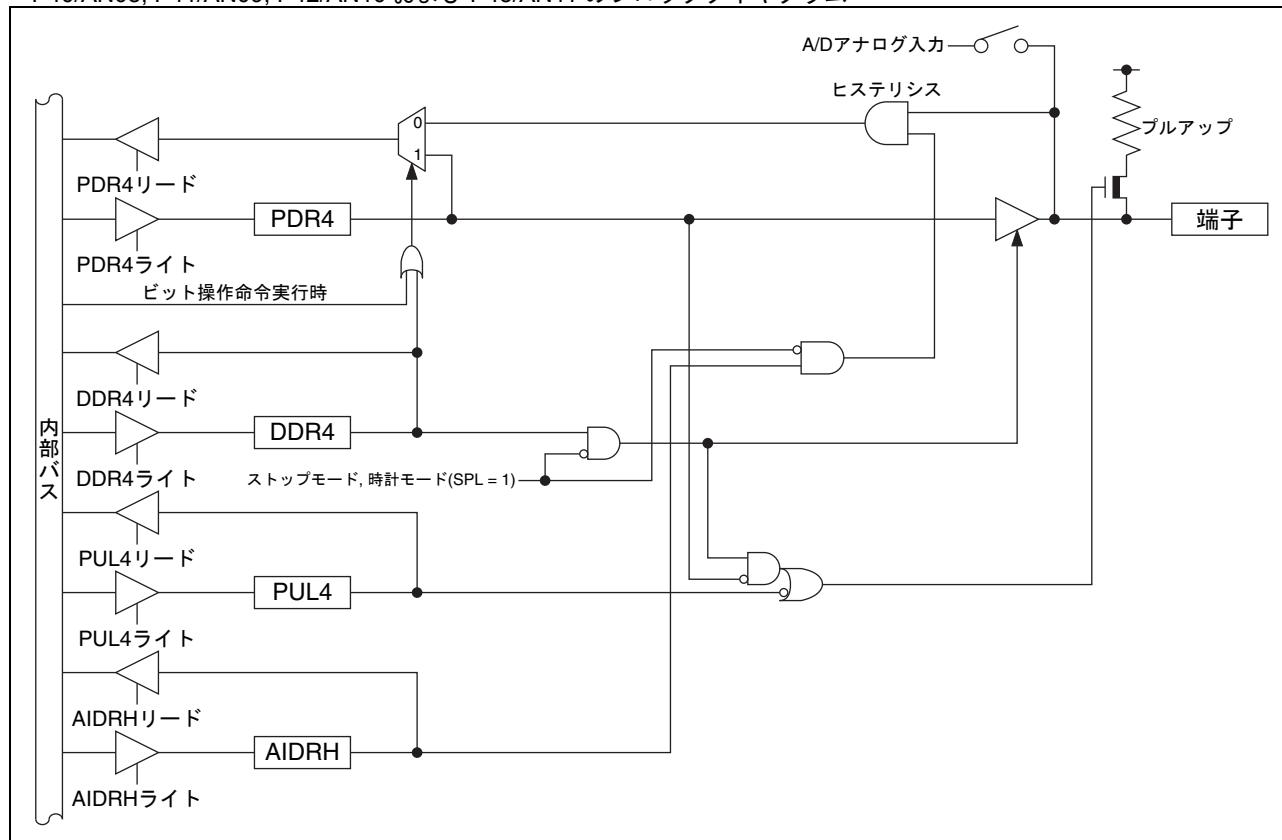 A/Dアナログ入力
ヒステリシス
プルアップ
0
1
PDR4リード
PDR4
端子
PDR4ライト
ビット操作命令実行時
DDR4リード
DDR4
DDR4ライト
内部バス
ストップモード, 時計モード(SPL = 1)
PUL4リード
PUL4
PUL4ライト
AIDRHリード
AIDRH
AIDRHライト